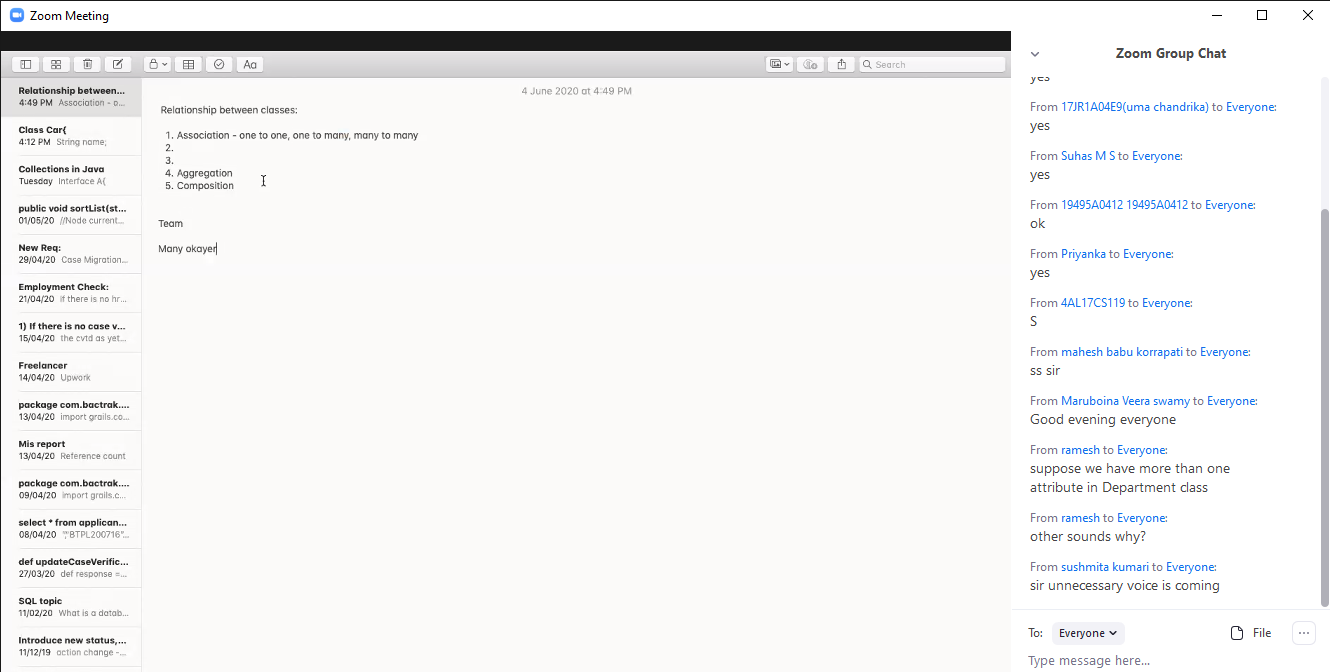 Zoom Meeting
Aa
Search
Relationship between...
4:49 PM Association - o...
Class Car{
4:12 PM String name;
Collections in Java
Tuesday Interface A{
public void sortList(st...
01/05/20 //Node current...
New Req:
29/04/20 Case Migration...
Employment Check:
21/04/20 If there is no hr...
1) If there is no case v...
15/04/20 the cvtd as yet...
Freelancer
14/04/20 Upwork
package com.bactrak....
13/04/20 import grails.co...
Mis report
13/04/20 Reference count
package com.bactrak....
09/04/20 import grails.c...
select * from applican...
08/04/20 ";"BTPL200716"...
def updateCaseVerific...
27/03/20 def response =...
SQL topic
11/02/20 What is a datab...
Introduce new status,...
11/12/19 action change -...
4 June 2020 at 4:49 PM
Relationship between classes:
1. Association - one to one, one to many, many to many
2.
3.
4. Aggregation
5. Composition
Team
Many okayer
Zoom Group Chat
yes
From 17JR1A04E9(uma chandrika) to Everyone:
yes
From Suhas M S to Everyone:
yes
From 19495A0412 19495A0412 to Everyone:
ok
From Priyanka to Everyone:
yes
From 4AL17CS119 to Everyone:
S
From mahesh babu korrapati to Everyone:
ss sir
From Maruboina Veera swamy to Everyone:
Good evening everyone
From ramesh to Everyone:
suppose we have more than one
attribute in Department class
From ramesh to Everyone:
other sounds why?
From sushmita kumari to Everyone:
sir unnecessary voice is coming
To: Everyone File
Type message here...